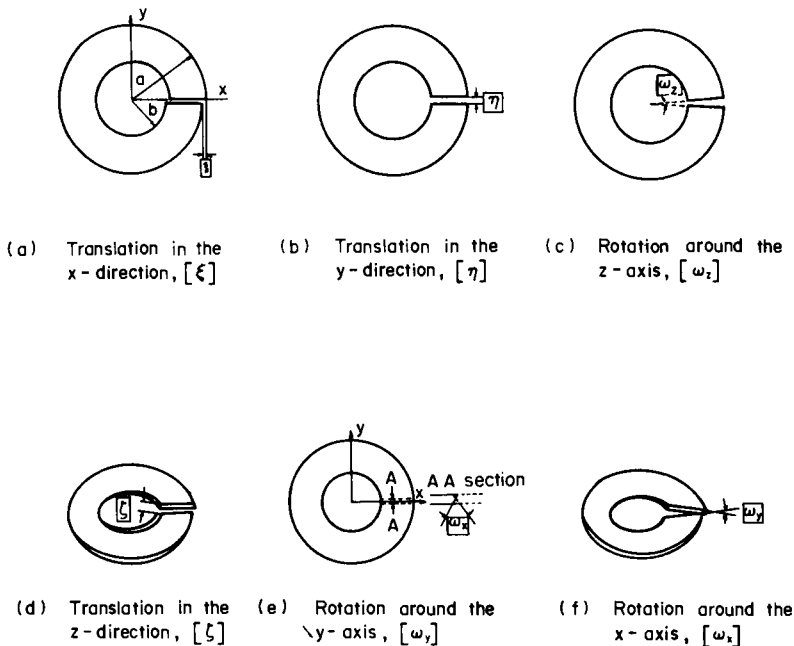 y
a
x
b
η
ω_z
(a) Translation in the x-direction, [ξ]
(b) Translation in the y-direction, [η]
(c) Rotation around the z-axis, [ω_z]
ζ
y
A
x
A
A A section
ω_x
ω_y
(d) Translation in the z-direction, [ζ]
(e) Rotation around the y-axis, [ω_y]
(f) Rotation around the x-axis, [ω_x]